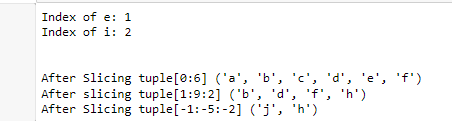 Index of e: 1
Index of i: 2
After Slicing tuple[0:6] ('a', 'b', 'c', 'd', 'e', 'f')
After slicing tuple[1:9:2] ('b', 'd', 'f', 'h')
After Slicing tuple[-1:-5:-2] ('j', 'h')